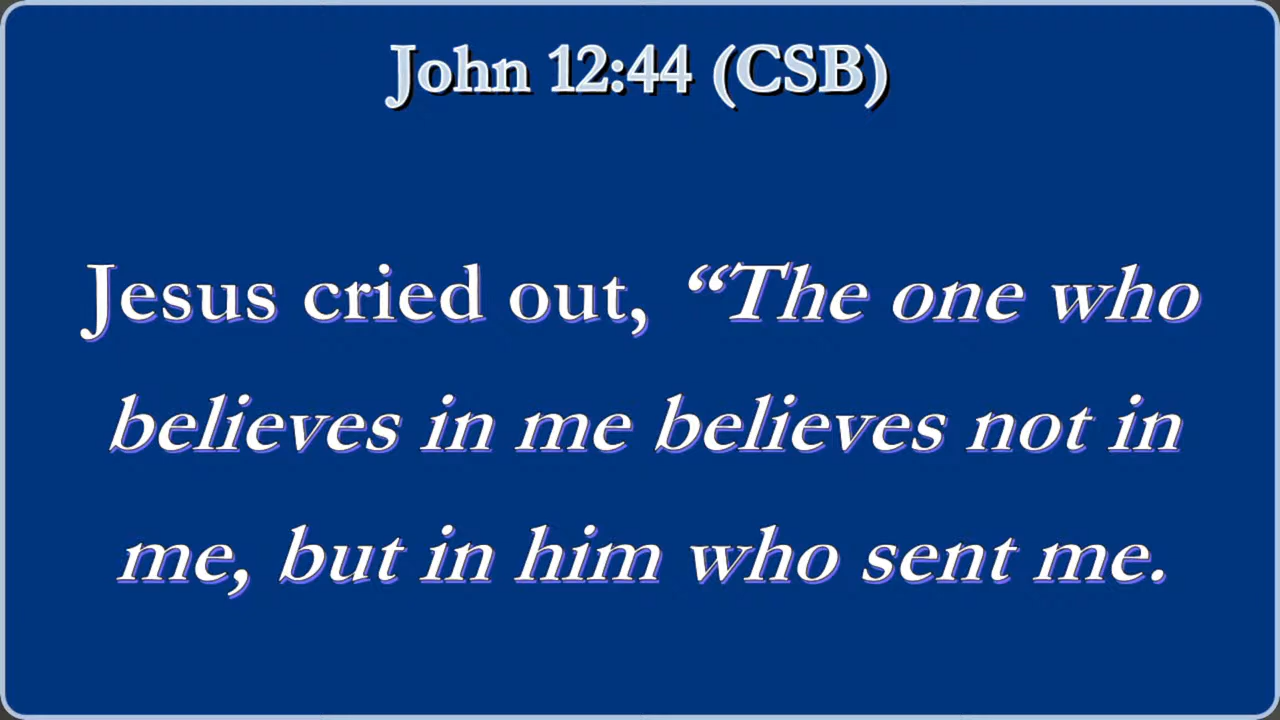 John 12:44 (CSB)
Jesus cried out, “The one who
believes in me believes not in
me, but in him who sent me.